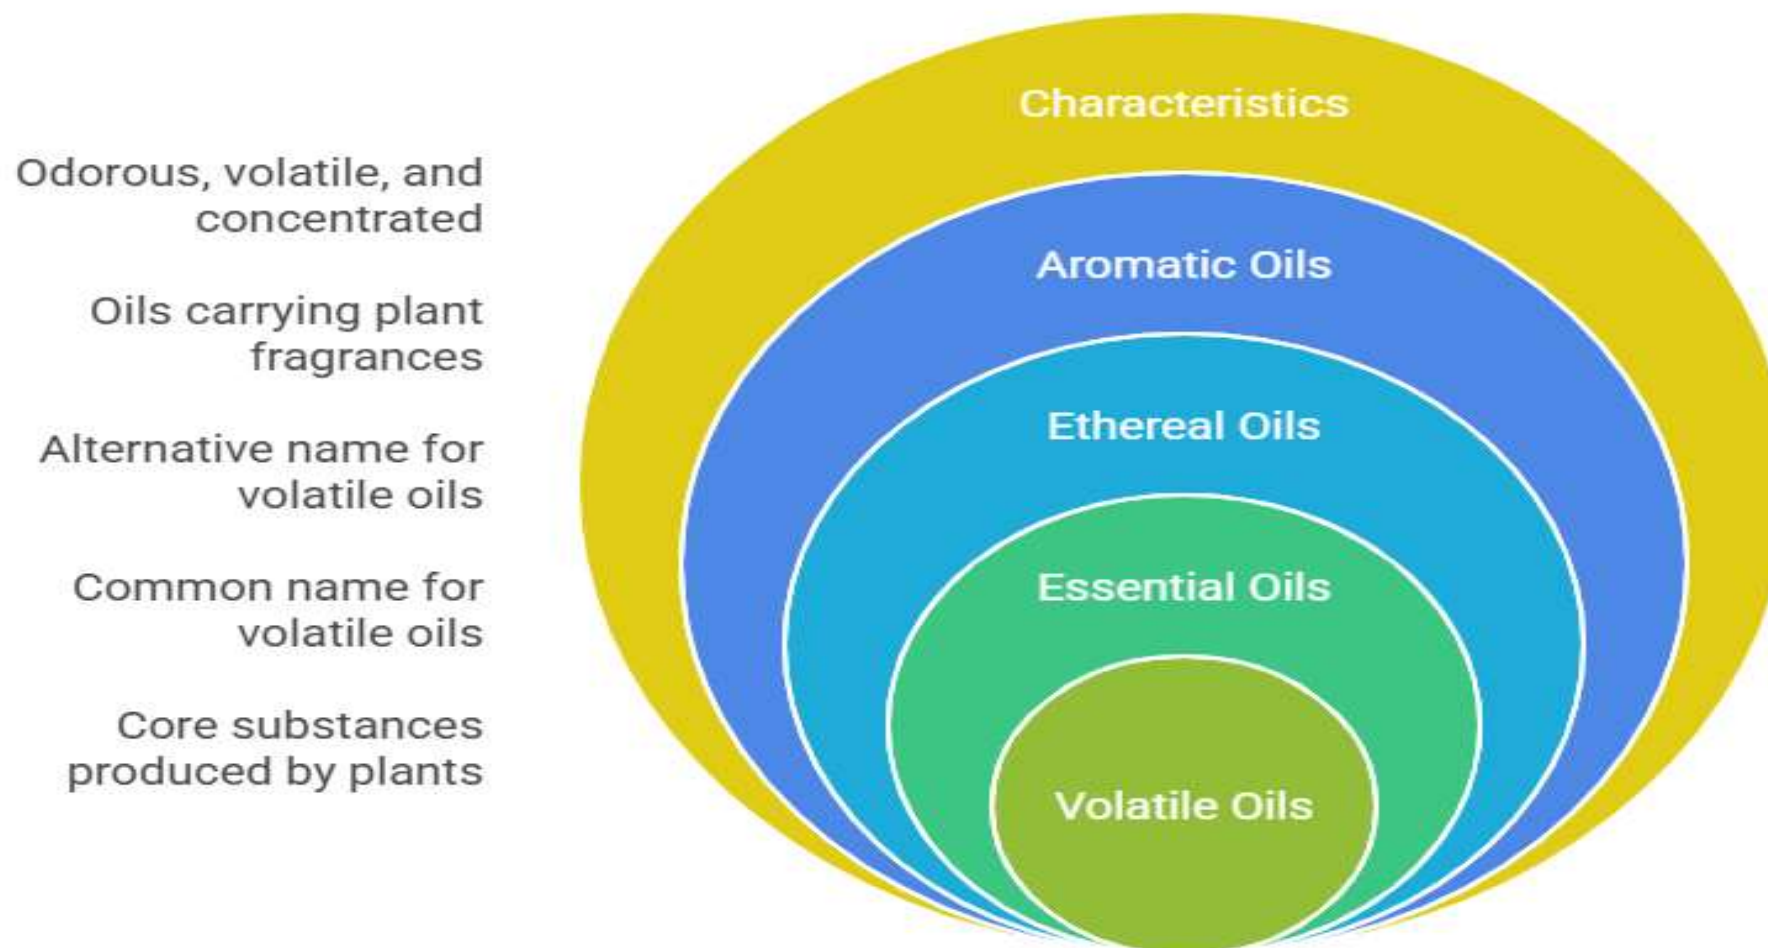 Characteristics
Odorous, volatile, and
concentrated
Aromatic Oils
Oils carrying plant
fragrances
Ethereal Oils
Alternative name for
volatile oils
Essential Oils
Common name for
volatile oils
Volatile Oils
Core substances
produced by plants